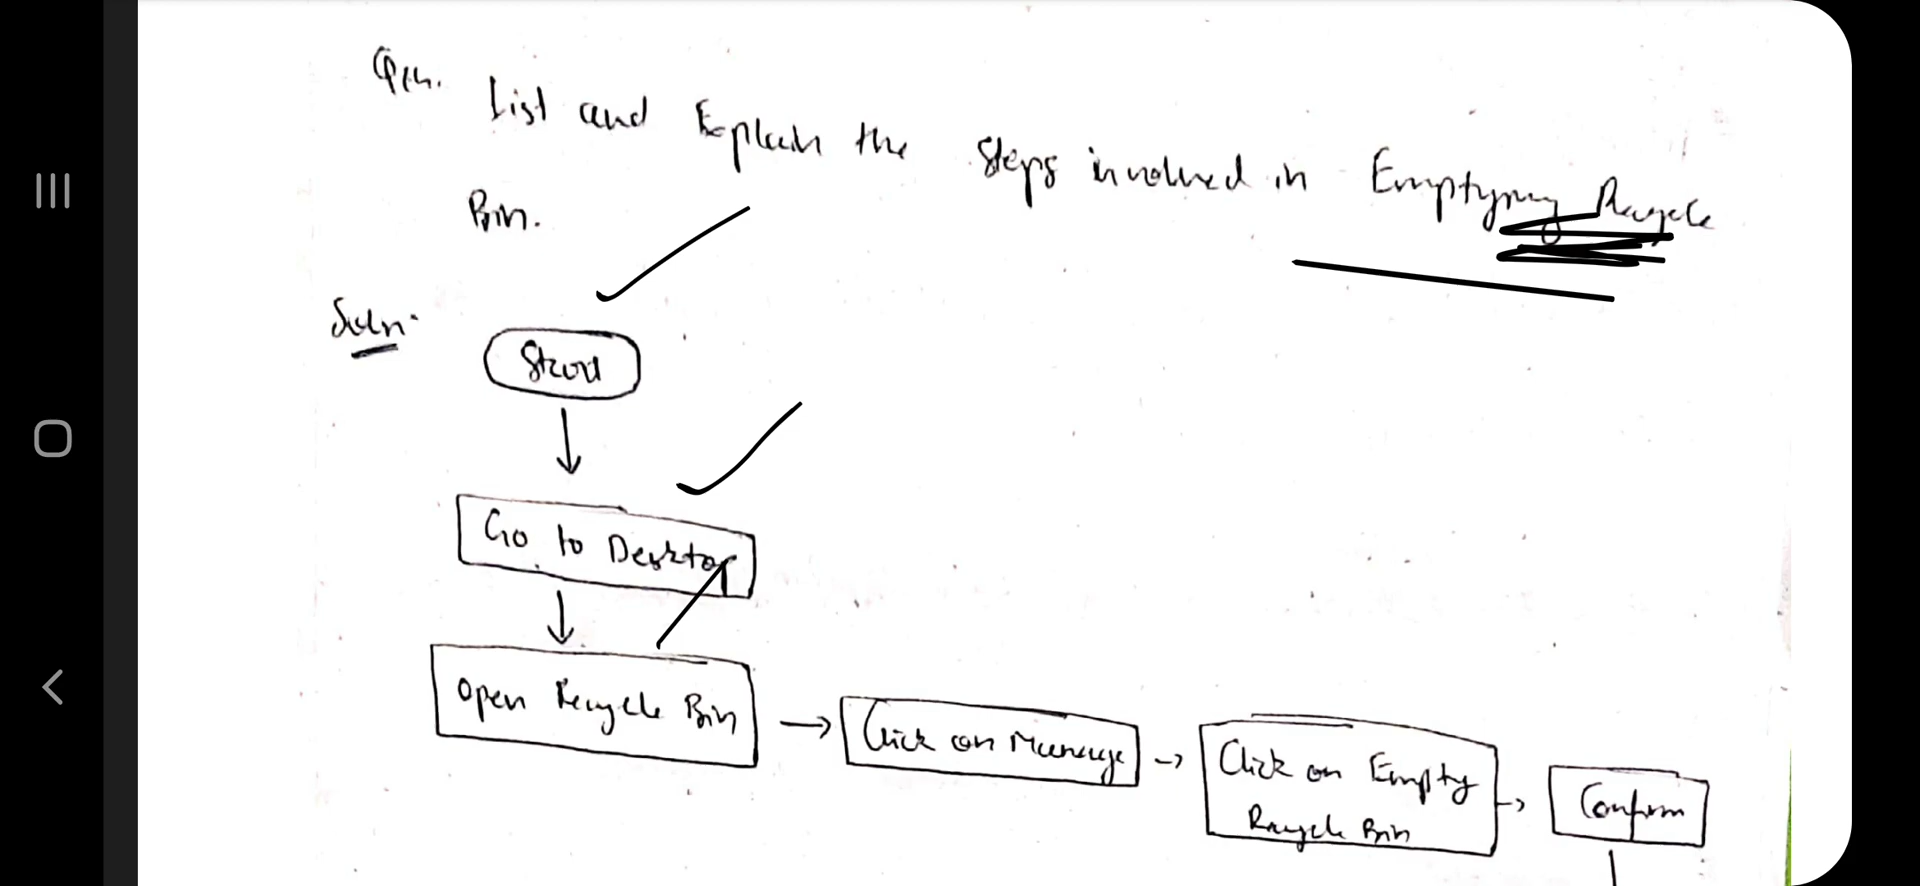 Qtn.
List and Explain the Steps involved in Emptying Recycle
Bin.
Soln.
Start
Go to Desktop
Open Recycle Bin
Click on Manage
Click on Empty
Recycle Bin
Confirm